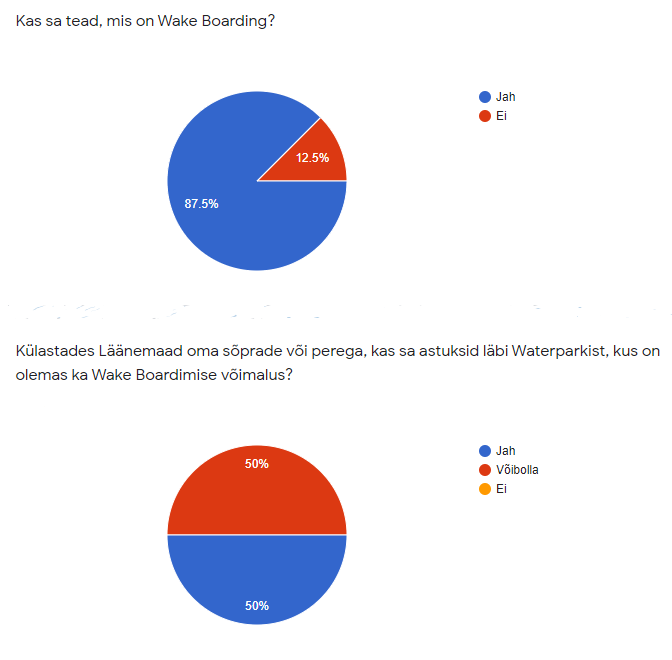 Kas sa tead, mis on Wake Boarding?
Jah
Ei
12.5%
87.5%
Külastades Läänemaad oma sõprade või perega, kas sa astuksid läbi Waterparkist, kus on
olemas ka Wake Boardimise võimalus?
50%
Jah
Võibolla
Ei
50%